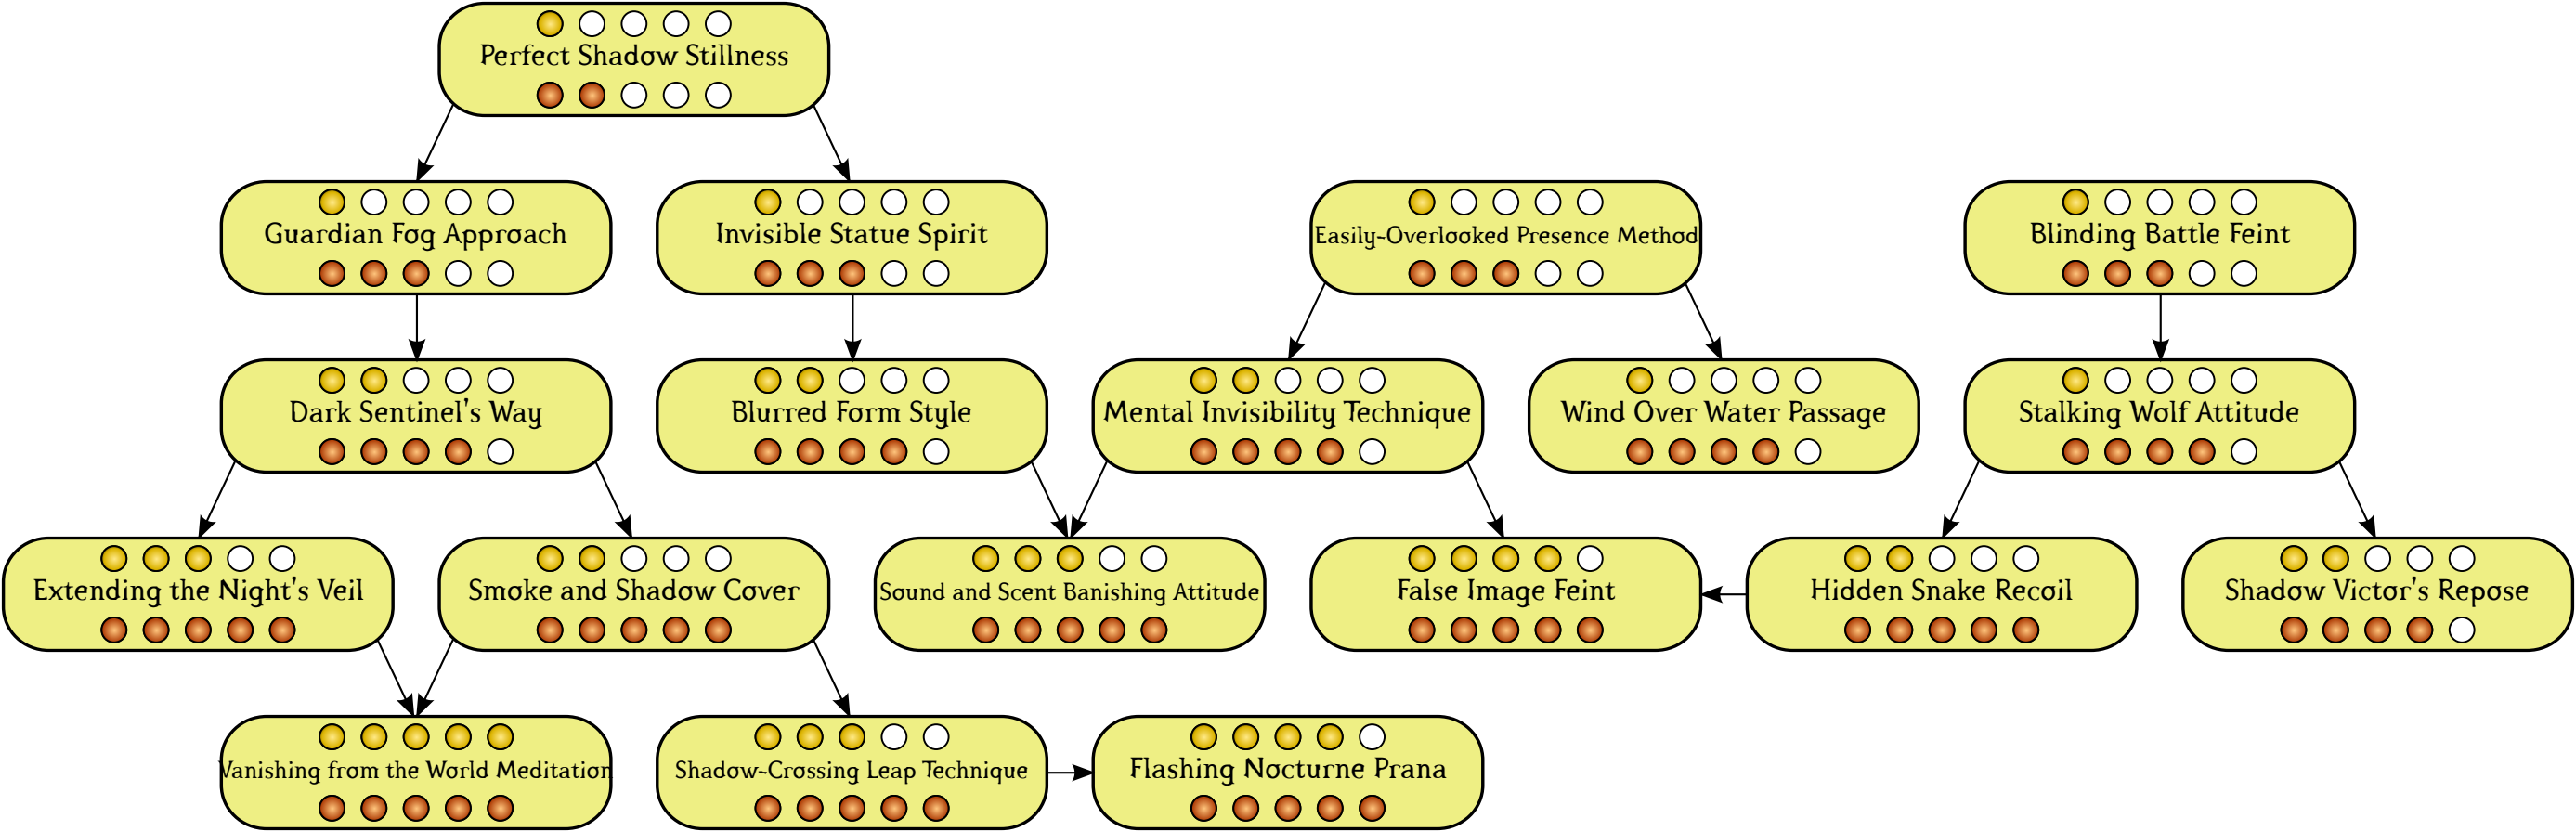 Perfect Shadow Stillness
Guardian Fog Approach
Invisible Statue Spirit
Easily-Overlooked Presence Method
Blinding Battle Feint
Dark Sentinel's Way
Blurred Form Style
Mental Invisibility Technique
Wind Over Water Passage
Stalking Wolf Attitude
Extending the Night's Veil
Smoke and Shadow Cover
Sound and Scent Banishing Attitude
False Image Feint
Hidden Snake Recoil
Shadow Victor's Repose
Vanishing from the World Meditation
Shadow-Crossing Leap Technique
Flashing Nocturne Prana